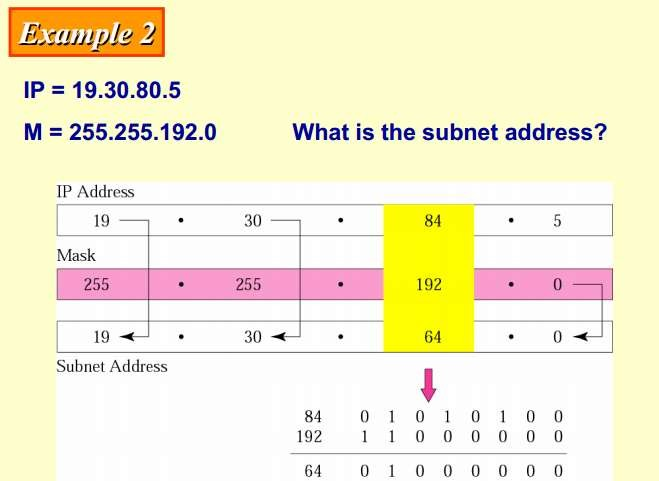 Example 2
IP = 19.30.80.5
M = 255.255.192.0 What is the subnet address?
IP Address
19 • 30 • 84 • 5
Mask
255 • 255 • 192 • 0
19 • 30 • 64 • 0
Subnet Address
84 0 1 0 1 0 1 0 0
192 1 1 0 0 0 0 0 0
64 0 1 0 0 0 0 0 0